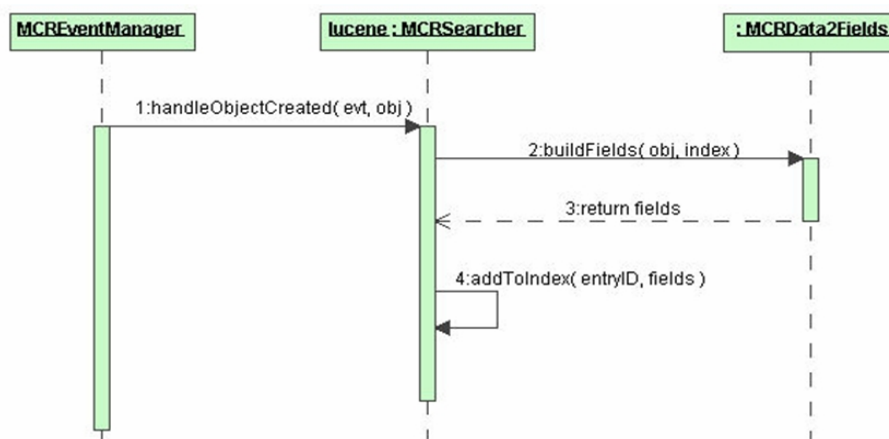 MCREventManager
lucene : MCRSearcher
: MCRData2Fields
1:handleObjectCreated( evt, obj )
2:buildFields( obj, index )
3:return fields
4:addToIndex( entryID, fields )